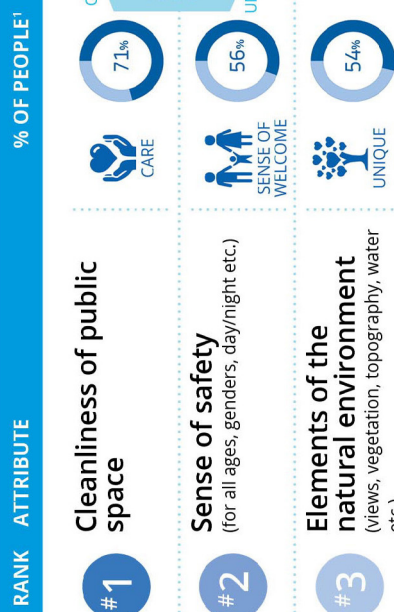 RANK ATTRIBUTE % OF PEOPLE¹
#1
Cleanliness of public
space
CARE
71%
#2
Sense of safety
(for all ages, genders, day/night etc.)
SENSE OF
WELCOME
56%
#3
Elements of the
natural environment
(views, vegetation, topography, water
etc.)
UNIQUE
54%